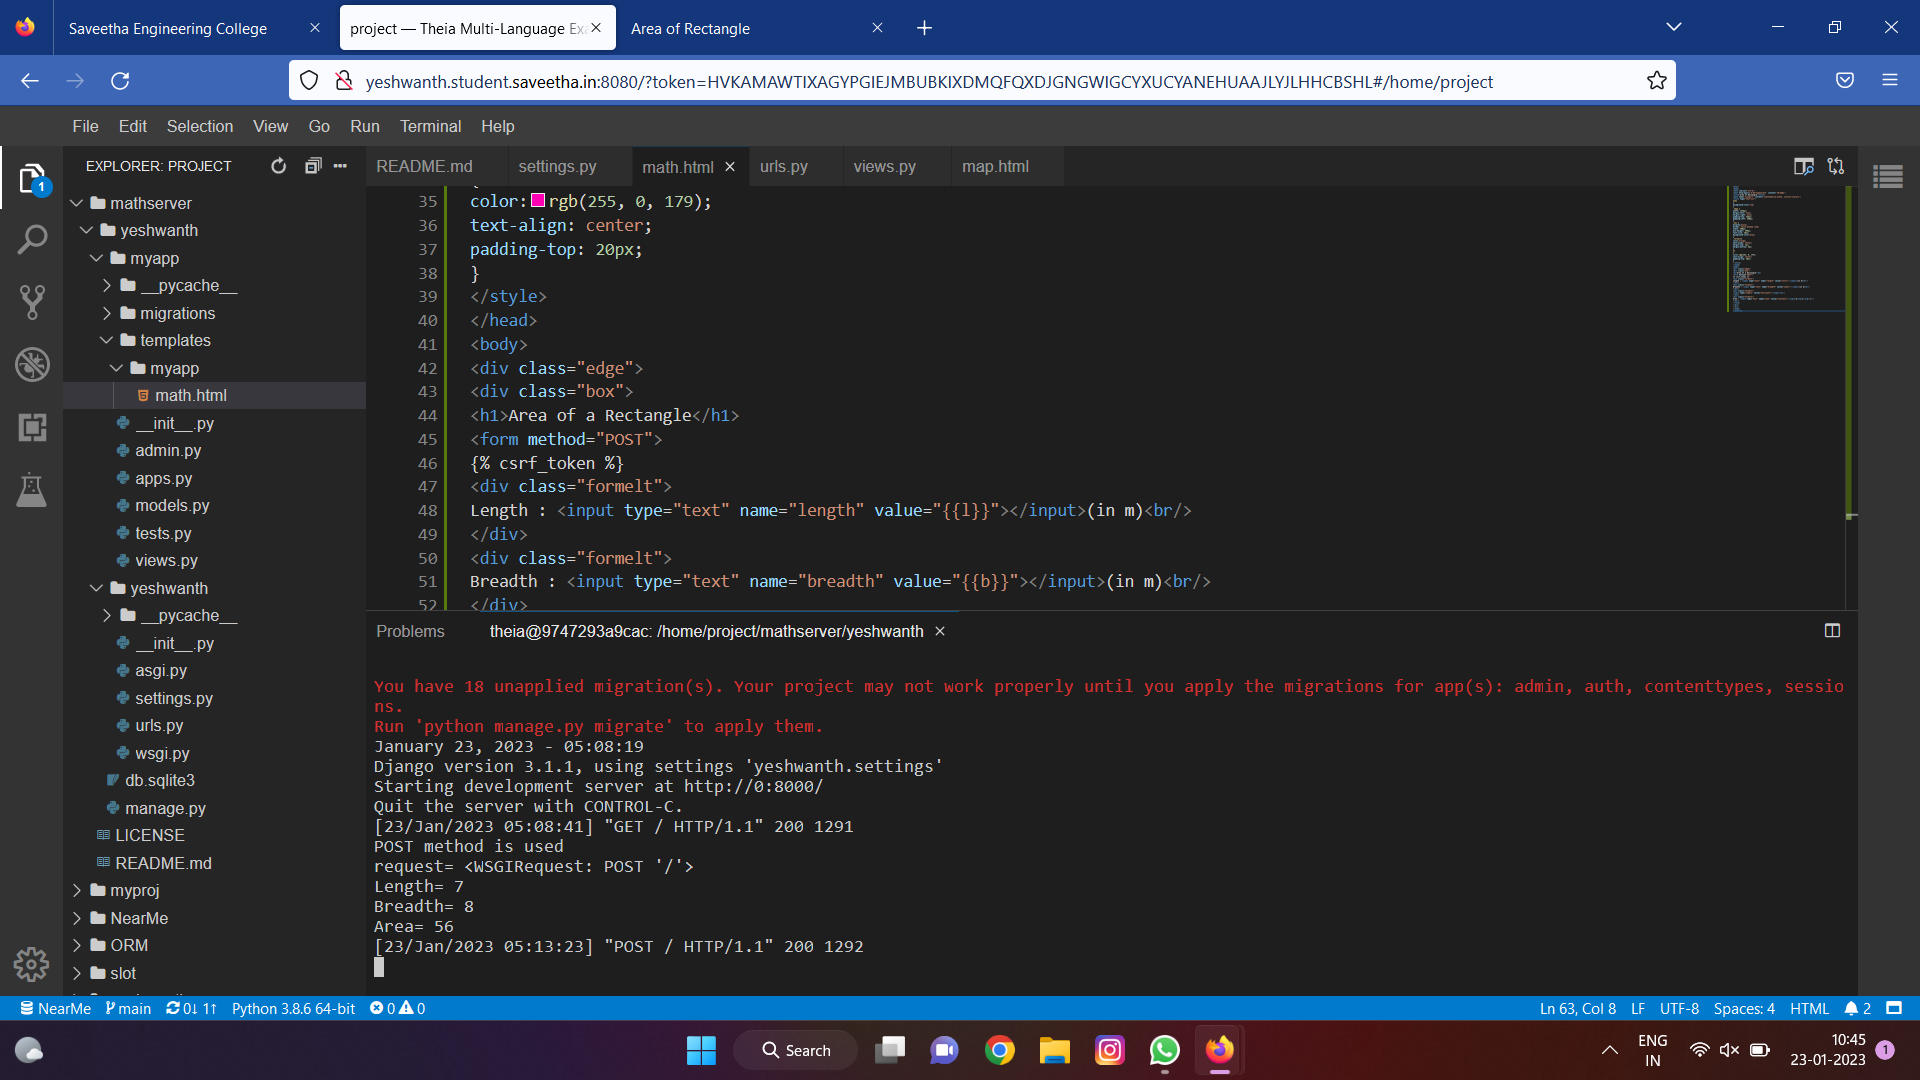 Saveetha Engineering College
project — Theia Multi-Language Exa
Area of Rectangle
yeshwanth.student.saveetha.in:8080/?token=HVKAMAWTIXAGYPGIEJMBUBKIXDMQFQXDJGNGWIGCYXUCYANEHUAAJLYJLHHCBSHL#/home/project
File Edit Selection View Go Run Terminal Help
1
EXPLORER: PROJECT
mathserver
yeshwanth
myapp
__pycache__
migrations
templates
myapp
math.html
__init__.py
admin.py
apps.py
models.py
tests.py
views.py
yeshwanth
__pycache__
__init__.py
asgi.py
settings.py
urls.py
wsgi.py
db.sqlite3
manage.py
LICENSE
README.md
myproj
NearMe
ORM
slot
README.md settings.py math.html urls.py views.py map.html
35 color: rgb(255, 0, 179);
36 text-align: center;
37 padding-top: 20px;
38 }
39 </style>
40 </head>
41 <body>
42 <div class="edge">
43 <div class="box">
44 <h1>Area of a Rectangle</h1>
45 <form method="POST">
46 {% csrf_token %}
47 <div class="formelt">
48 Length : <input type="text" name="length" value="{{l}}"></input>(in m)<br/>
49 </div>
50 <div class="formelt">
51 Breadth : <input type="text" name="breadth" value="{{b}}"></input>(in m)<br/>
52 </div>
Problems theia@9747293a9cac: /home/project/mathserver/yeshwanth
You have 18 unapplied migration(s). Your project may not work properly until you apply the migrations for app(s): admin, auth, contenttypes, sessio
ns.
Run 'python manage.py migrate' to apply them.
January 23, 2023 - 05:08:19
Django version 3.1.1, using settings 'yeshwanth.settings'
Starting development server at http://0:8000/
Quit the server with CONTROL-C.
[23/Jan/2023 05:08:41] "GET / HTTP/1.1" 200 1291
POST method is used
request= <WSGIRequest: POST '/'>
Length= 7
Breadth= 8
Area= 56
[23/Jan/2023 05:13:23] "POST / HTTP/1.1" 200 1292
NearMe main 0↓ 1↑ Python 3.8.6 64-bit 0 0
Ln 63, Col 8 LF UTF-8 Spaces: 4 HTML 2
Search
ENG
IN
10:45
23-01-2023
1